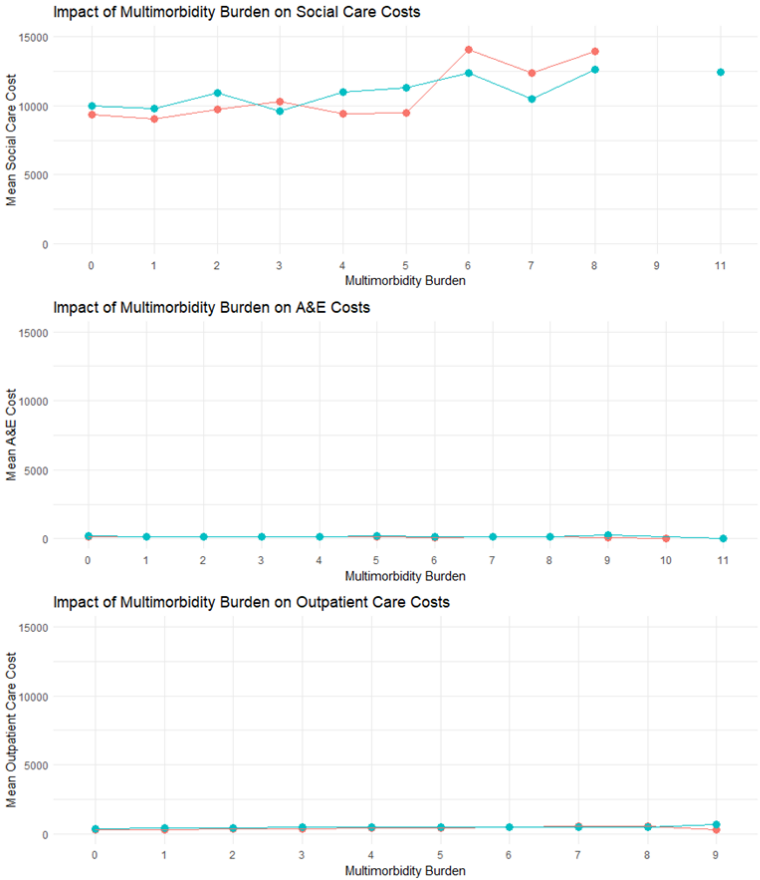 Impact of Multimorbidity Burden on Social Care Costs
Mean Social Care Cost
15000
10000
5000
0
0 1 2 3 4 5 6 7 8 9 11
Multimorbidity Burden
Impact of Multimorbidity Burden on A&E Costs
Mean A&E Cost
15000
10000
5000
0
0 1 2 3 4 5 6 7 8 9 10 11
Multimorbidity Burden
Impact of Multimorbidity Burden on Outpatient Care Costs
Mean Outpatient Care Cost
15000
10000
5000
0
0 1 2 3 4 5 6 7 8 9
Multimorbidity Burden